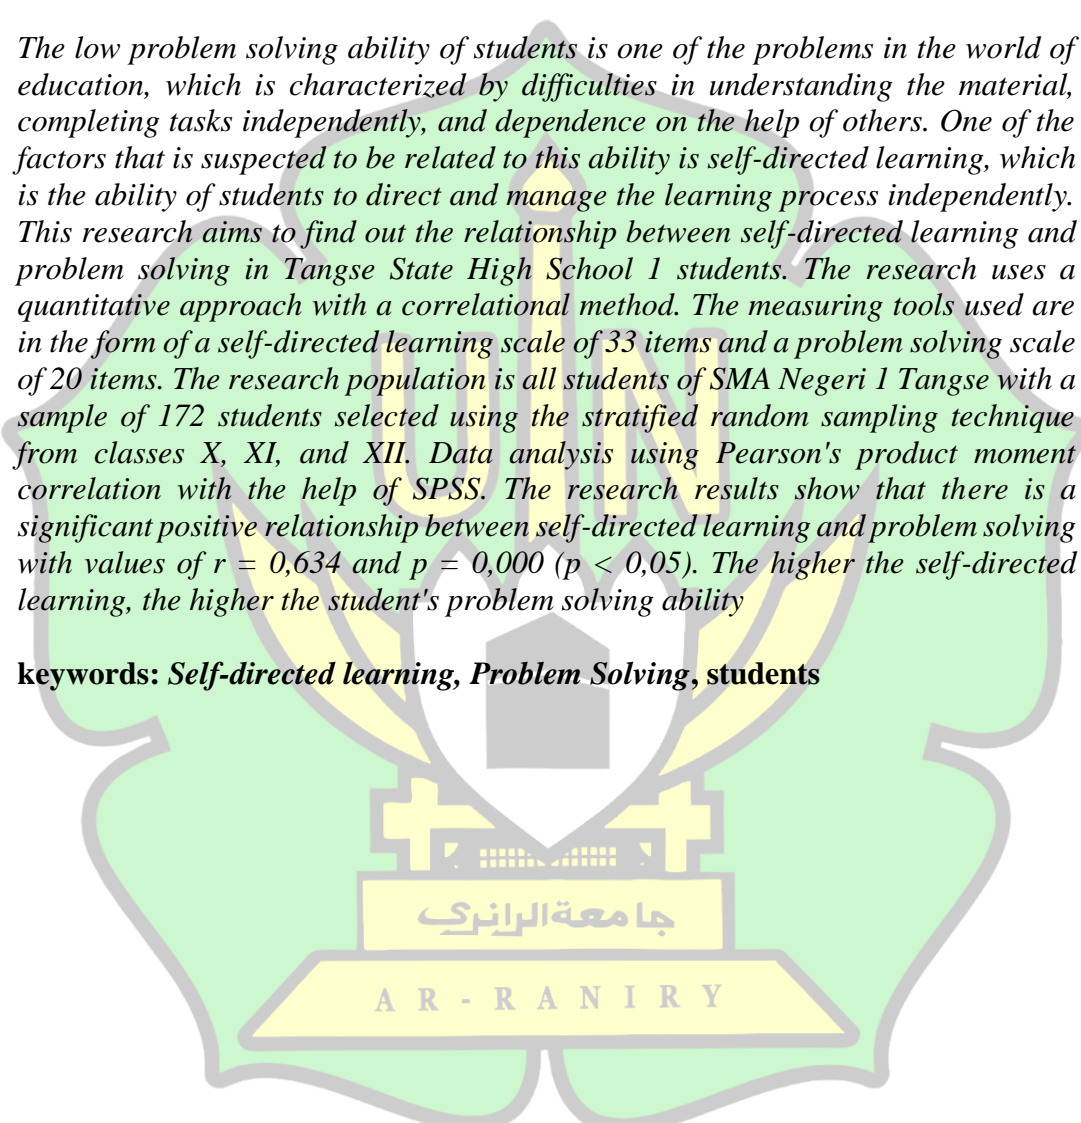 The low problem solving ability of students is one of the problems in the world of
education, which is characterized by difficulties in understanding the material,
completing tasks independently, and dependence on the help of others. One of the
factors that is suspected to be related to this ability is self-directed learning, which
is the ability of students to direct and manage the learning process independently.
This research aims to find out the relationship between self-directed learning and
problem solving in Tangse State High School 1 students. The research uses a
quantitative approach with a correlational method. The measuring tools used are
in the form of a self-directed learning scale of 33 items and a problem solving scale
of 20 items. The research population is all students of SMA Negeri 1 Tangse with a
sample of 172 students selected using the stratified random sampling technique
from classes X, XI, and XII. Data analysis using Pearson's product moment
correlation with the help of SPSS. The research results show that there is a
significant positive relationship between self-directed learning and problem solving
with values of r = 0,634 and p = 0,000 (p < 0,05). The higher the self-directed
learning, the higher the student's problem solving ability
keywords: Self-directed learning, Problem Solving, students
UIN
جامعةالرانري
AR-RANIRY